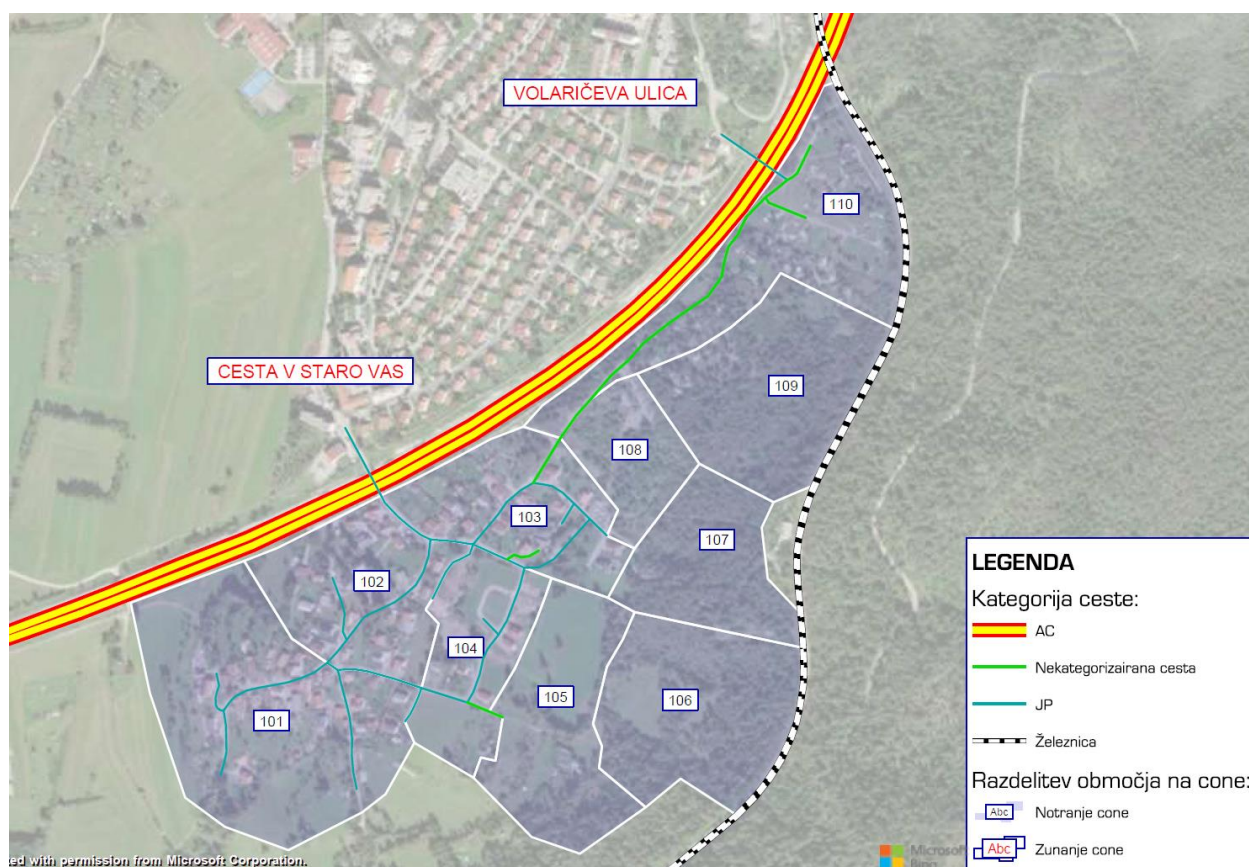 VOLARIČEVA ULICA
110
CESTA V STARO VAS
109
108
103
107
102
104
105
106
101
LEGENDA
Kategorija ceste:
AC
Nekategorizairana cesta
JP
Železnica
Razdelitev območja na cone:
Abc Notranje cone
Abc Zunanje cone
ed with permission from Microsoft Corporation.
Microsoft
Bing